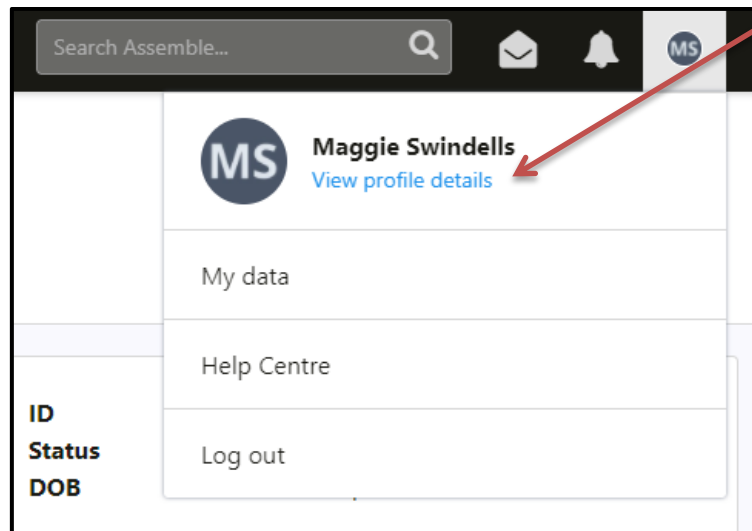 Search Assemble...
MS
MS
Maggie Swindells
View profile details
My data
Help Centre
Log out
ID
Status
DOB